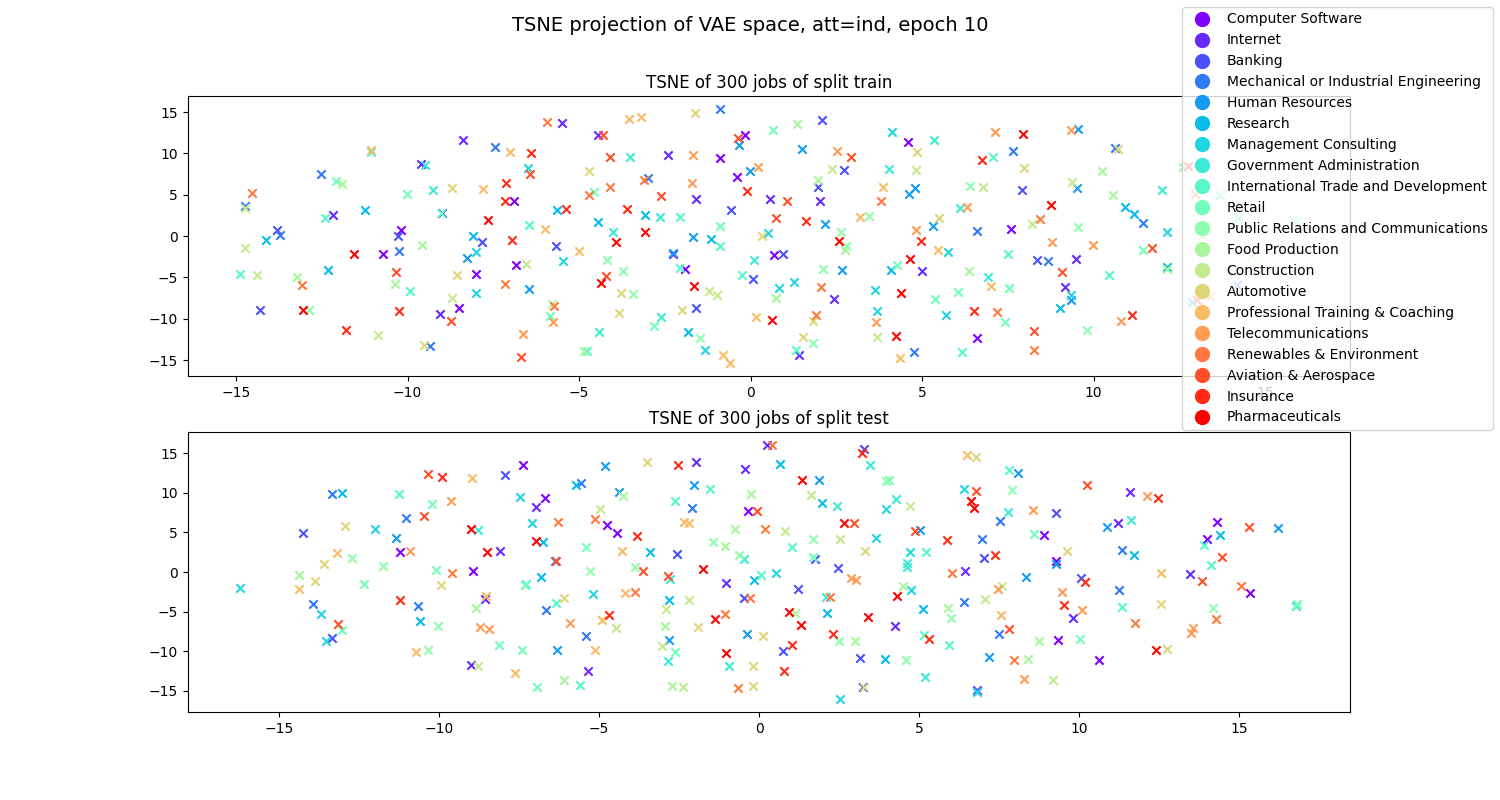 TSNE projection of VAE space, att=ind, epoch 10
TSNE of 300 jobs of split train
15
10
5
0
−5
−10
−15
−15
−10
−5
0
5
10
15
TSNE of 300 jobs of split test
15
10
5
0
−5
−10
−15
−15
−10
−5
0
5
10
15
Computer Software
Internet
Banking
Mechanical or Industrial Engineering
Human Resources
Research
Management Consulting
Government Administration
International Trade and Development
Retail
Public Relations and Communications
Food Production
Construction
Automotive
Professional Training & Coaching
Telecommunications
Renewables & Environment
Aviation & Aerospace
Insurance
Pharmaceuticals